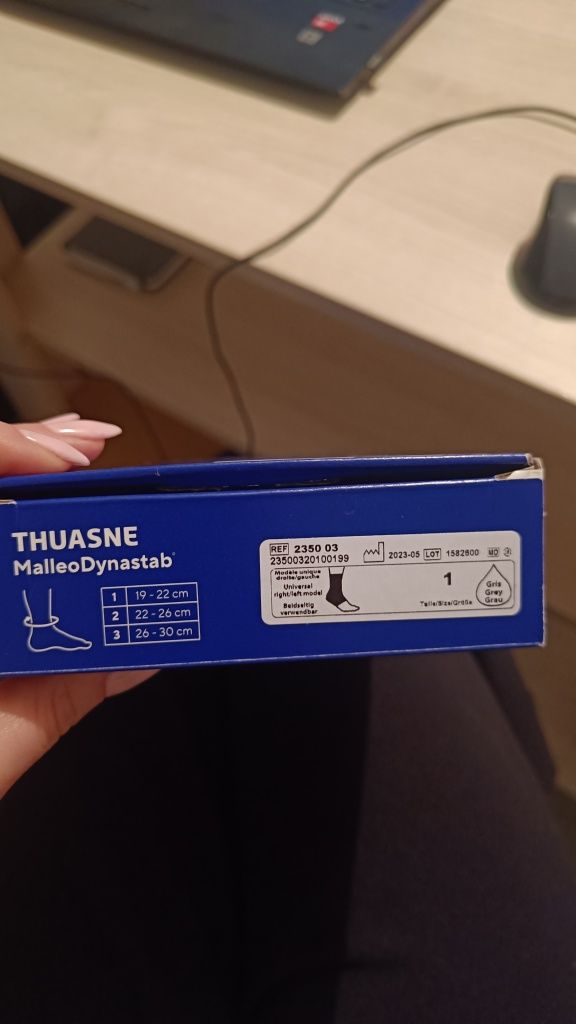 THUASNE
MalleoDynastab®
1 19 - 22 cm
2 22 - 26 cm
3 26 - 30 cm
REF 2350 03
23500320100199
2023-05 LOT 1582600 MD
Modèle unique
droite/gauche
Universal
right/left model
Beidseitig
verwendbar
1
Taille/Size/Größe
Gris
Grey
Grau